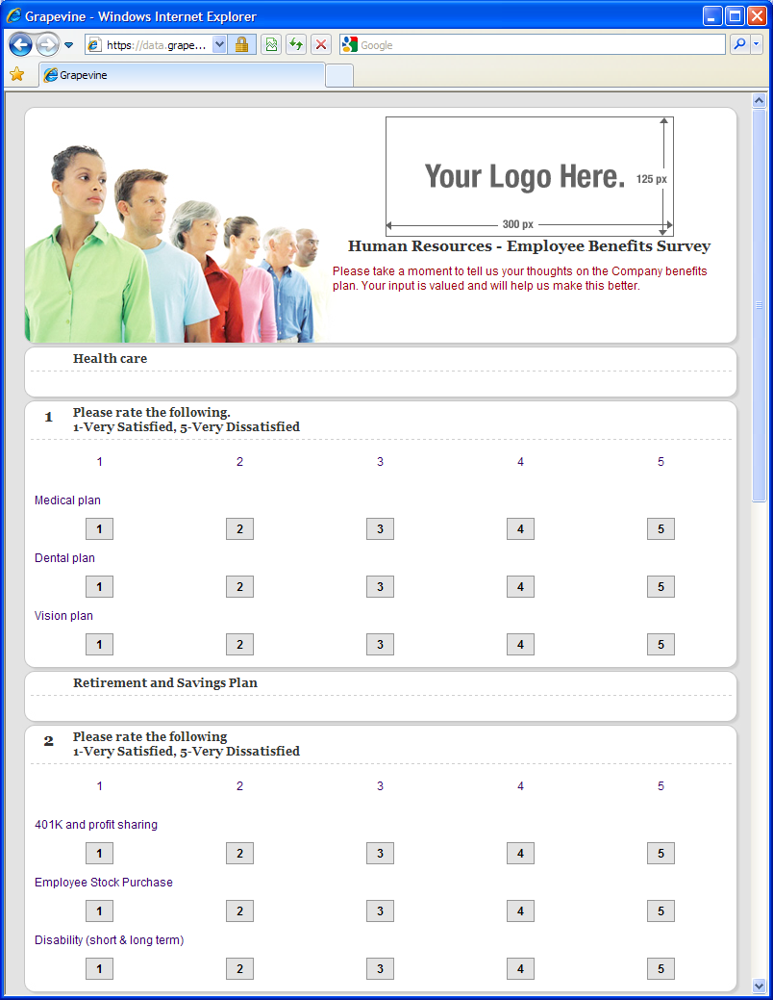 Grapevine - Windows Internet Explorer
https://data.grape...
Google
Grapevine
Your Logo Here.
125 px
300 px
Human Resources - Employee Benefits Survey
Please take a moment to tell us your thoughts on the Company benefits
plan. Your input is valued and will help us make this better.
Health care
1 Please rate the following.
1-Very Satisfied, 5-Very Dissatisfied
1 2 3 4 5
Medical plan
1 2 3 4 5
Dental plan
1 2 3 4 5
Vision plan
1 2 3 4 5
Retirement and Savings Plan
2 Please rate the following
1-Very Satisfied, 5-Very Dissatisfied
1 2 3 4 5
401K and profit sharing
1 2 3 4 5
Employee Stock Purchase
1 2 3 4 5
Disability (short & long term)
1 2 3 4 5